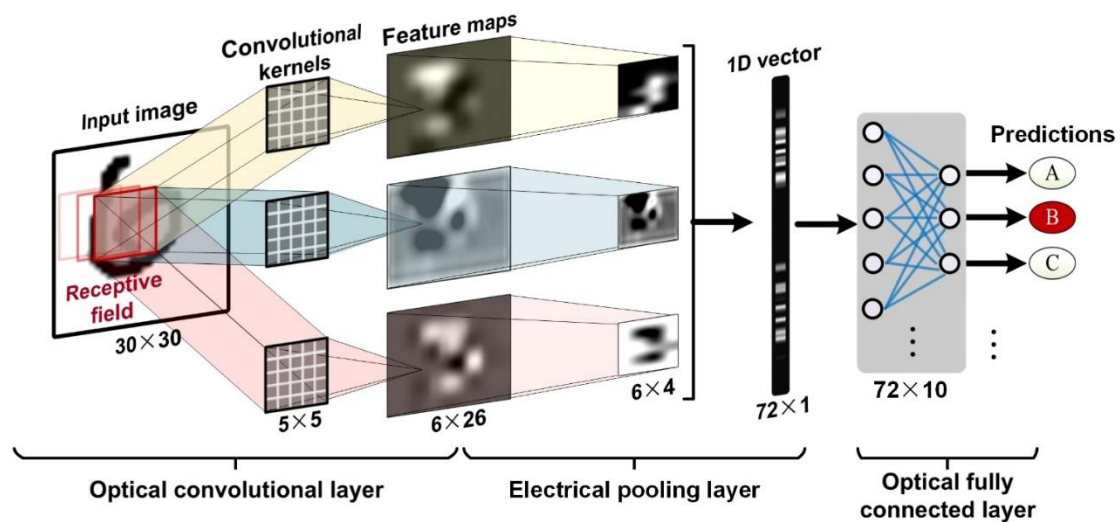 Input image
Convolutional
kernels
Feature maps
1D vector
Predictions
A
B
C
Receptive
field
30×30
5×5
6×26
6×4
72×1
72×10
Optical convolutional layer
Electrical pooling layer
Optical fully
connected layer